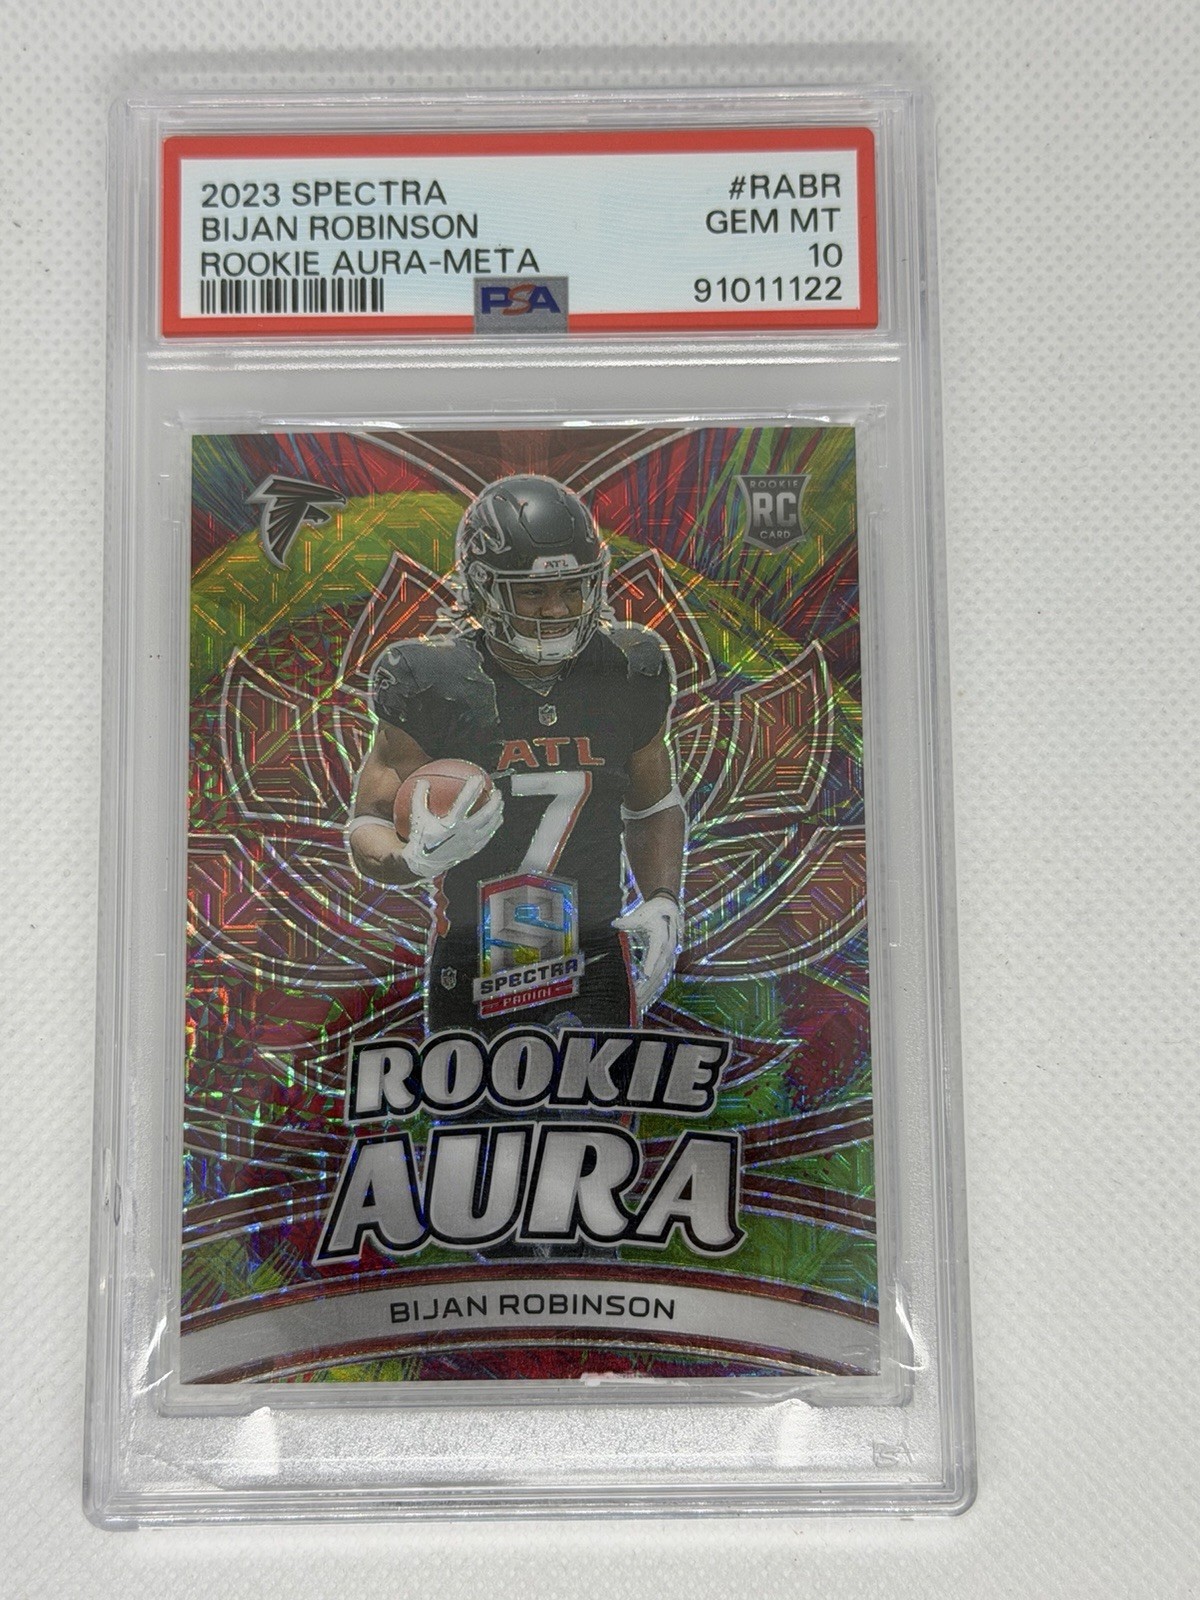 2023 SPECTRA #RABR
BIJAN ROBINSON GEM MT
ROOKIE AURA-META 10
PSA 91011122
ROOKIE
RC
CARD
ATL
ATL
7
S
SPECTRA
PANINI
ROOKIE
AURA
BIJAN ROBINSON